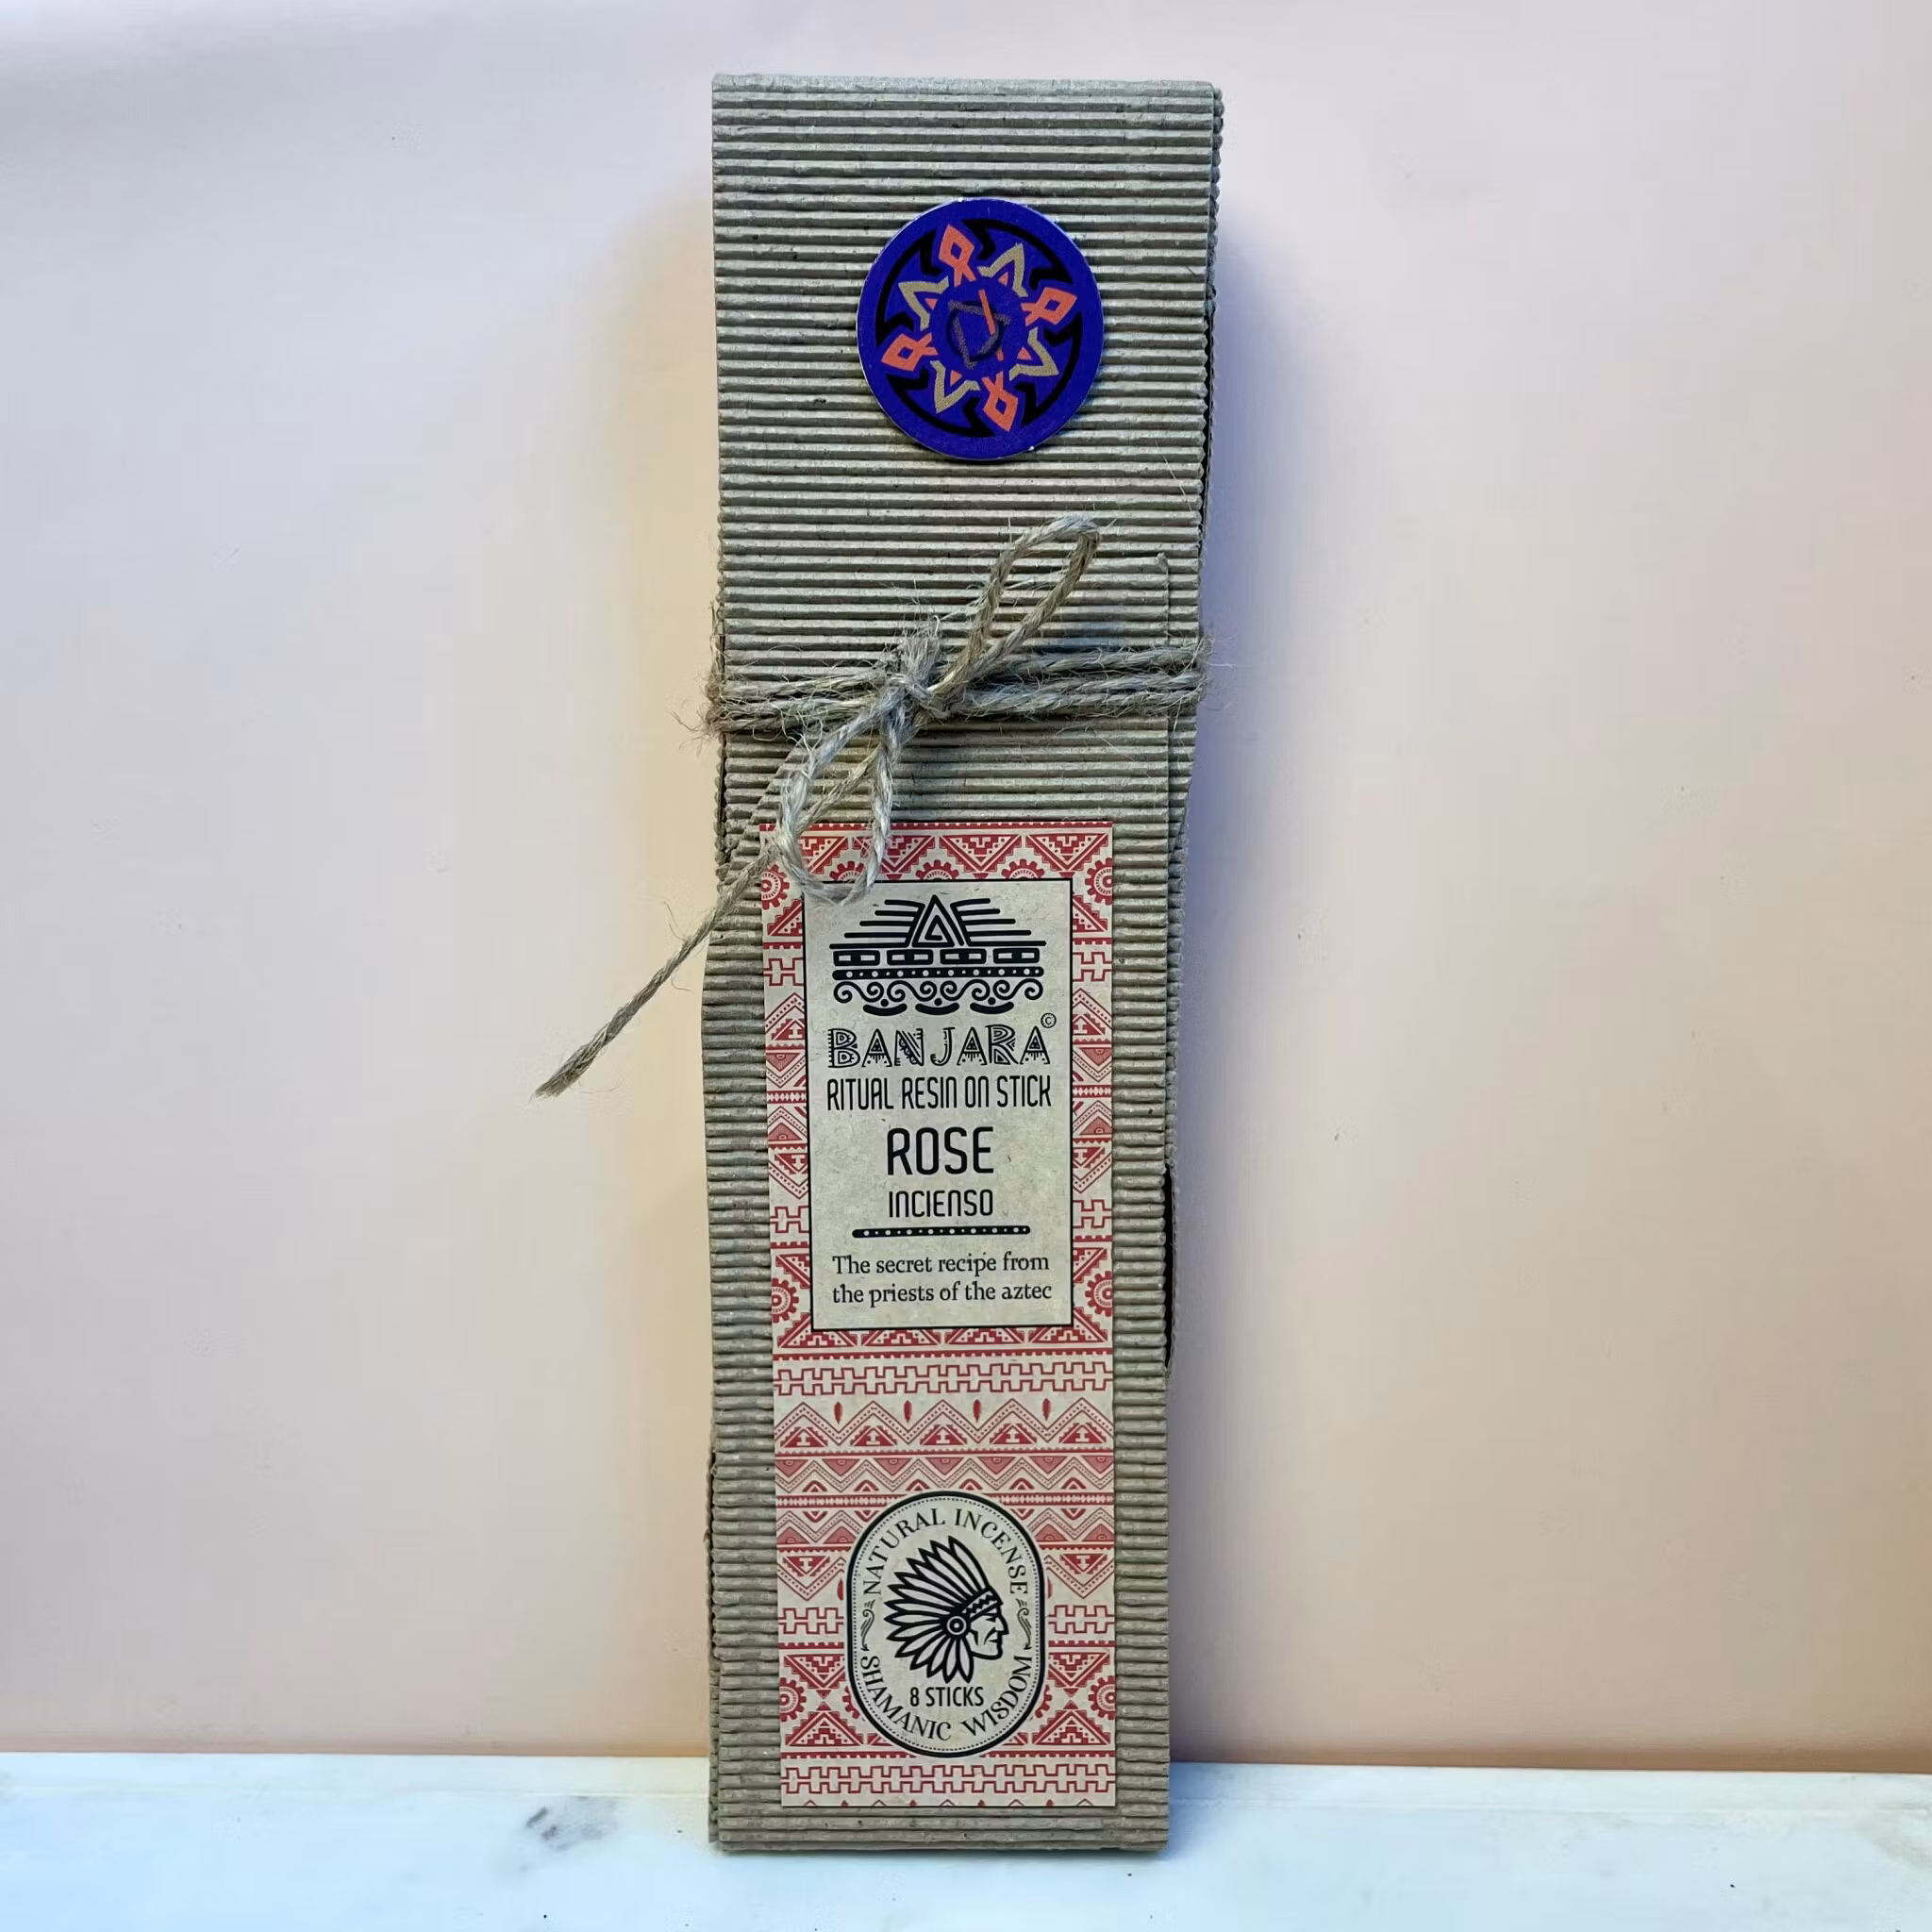 BANJARA©
RITUAL RESIN ON STICK
ROSE
INCIENSO
The secret recipe from
the priests of the aztec
NATURAL INCENSE
8 STICKS
SHAMANIC WISDOM